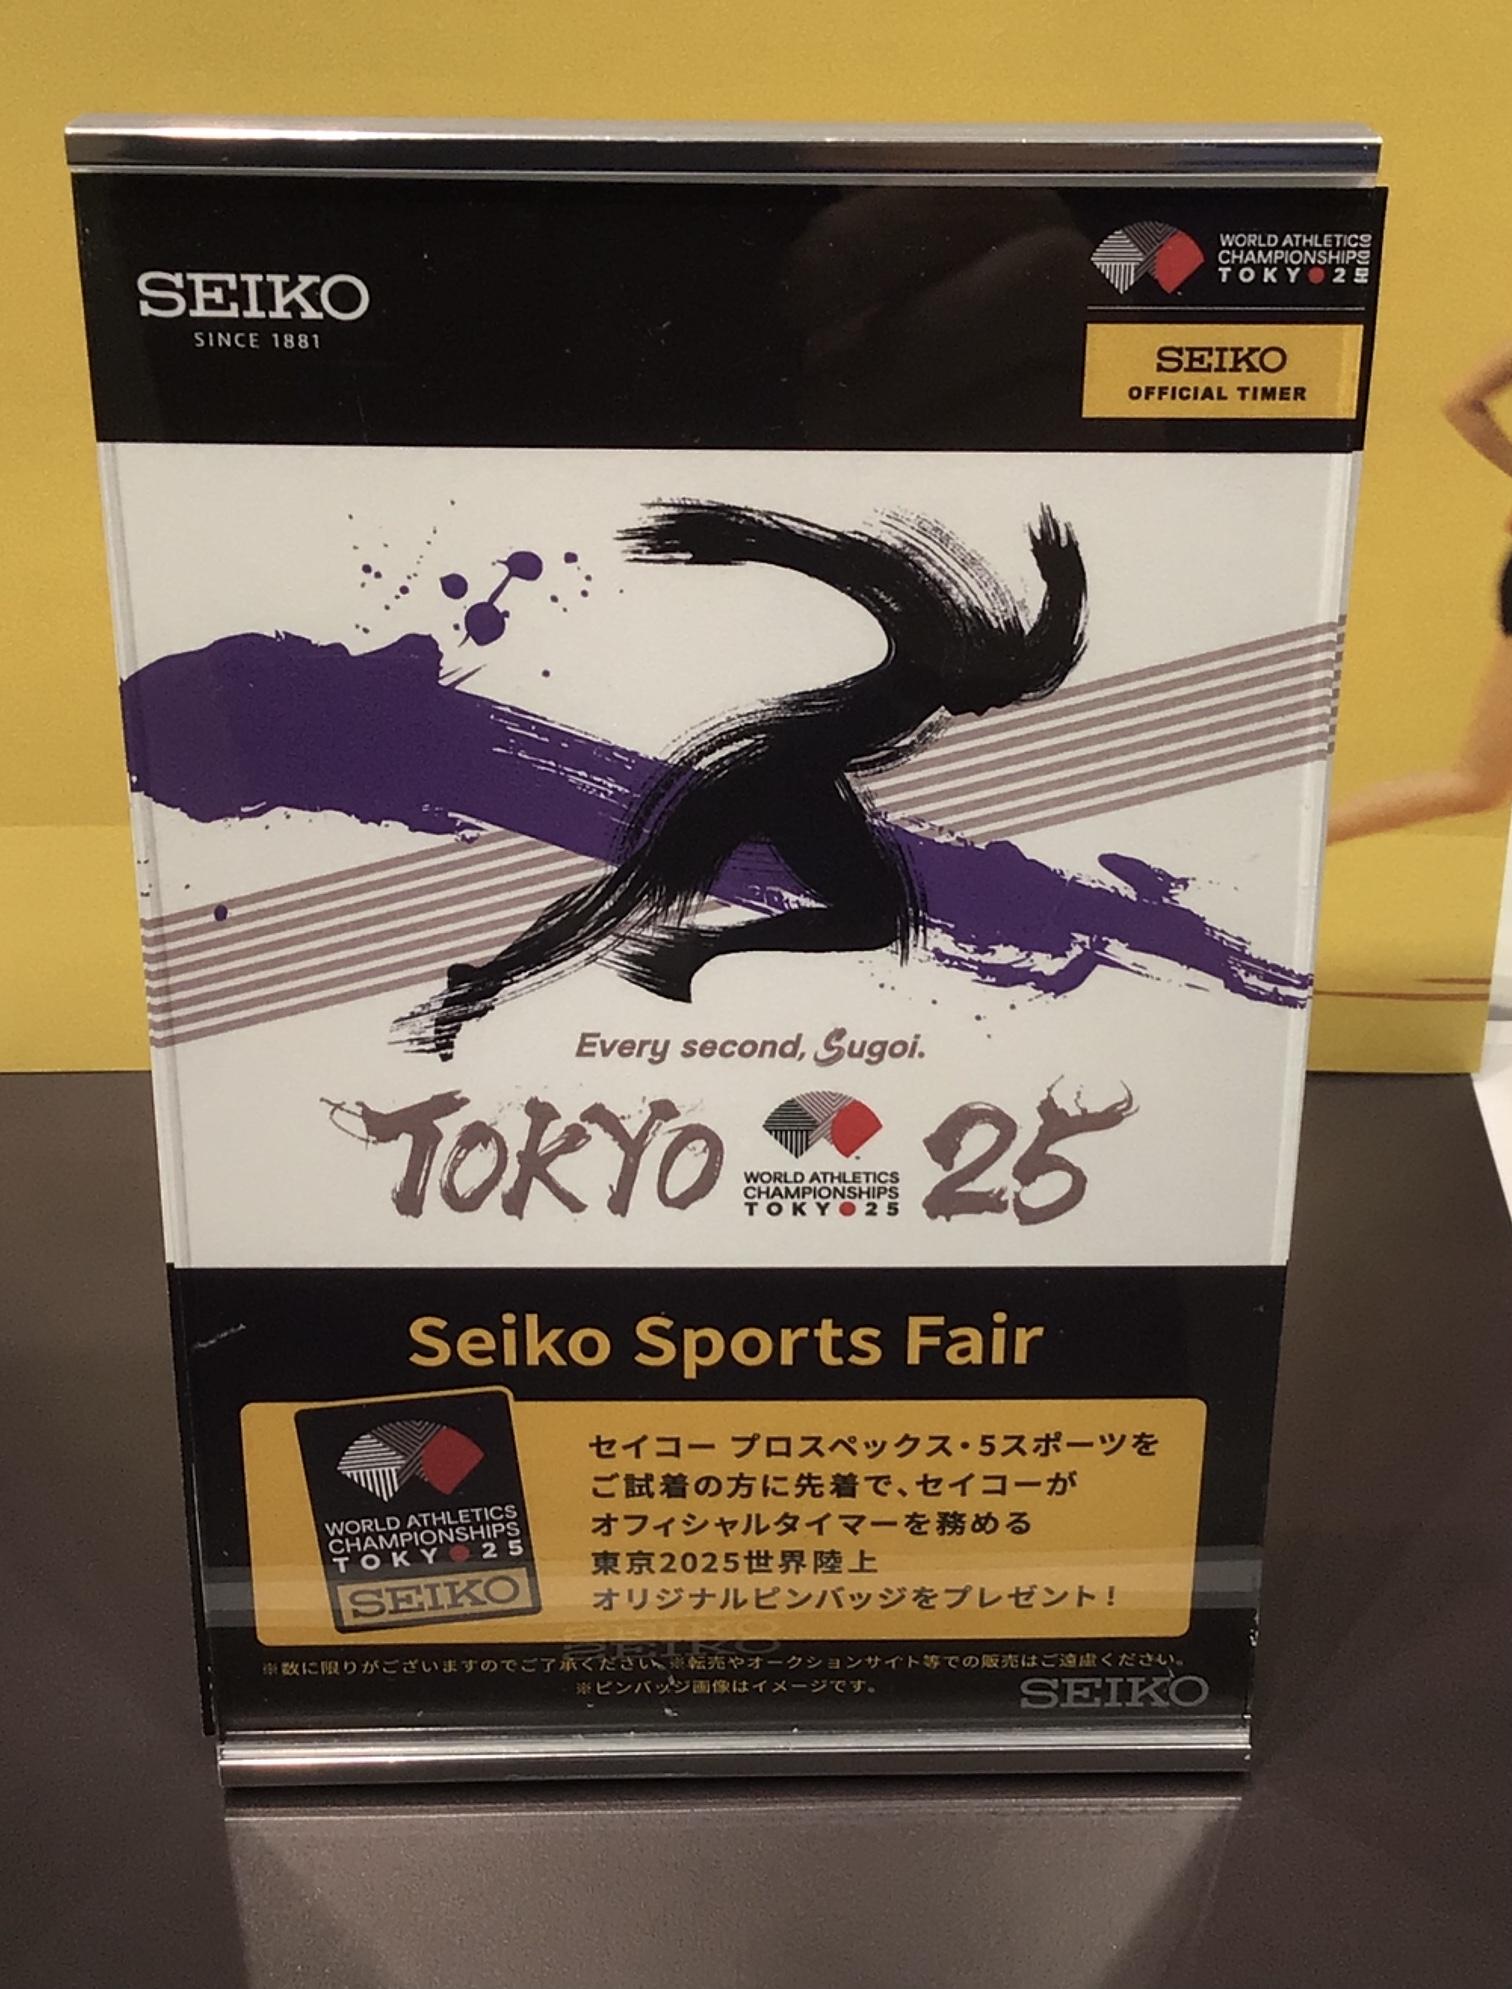 SEIKO
SINCE 1881
WORLD ATHLETICS
CHAMPIONSHIPS
TOKYO 25
SEIKO
OFFICIAL TIMER
Every second, Sugoi.
TOKYO 25
WORLD ATHLETICS
CHAMPIONSHIPS
TOKYO 25
Seiko Sports Fair
WORLD ATHLETICS
CHAMPIONSHIPS
TOKYO 25
SEIKO
セイコー プロスペックス・5スポーツを
ご試着の方に先着で、セイコーが
オフィシャルタイマーを務める
東京2025世界陸上
オリジナルピンバッジをプレゼント!
※数に限りがございますのでご了承ください。※転売やオークションサイト等での販売はご遠慮ください。
※ピンバッジ画像はイメージです。
SEIKO
SEIKO